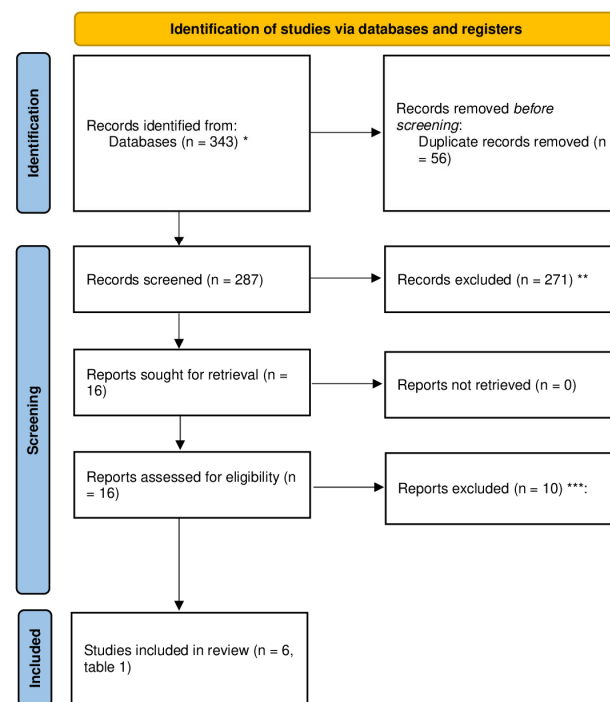 Identification of studies via databases and registers
Identification
Records identified from:
Databases (n = 343) *
Records removed before
screening:
Duplicate records removed (n
= 56)
Screening
Records screened (n = 287)
Records excluded (n = 271) **
Reports sought for retrieval (n =
16)
Reports not retrieved (n = 0)
Reports assessed for eligibility (n
= 16)
Reports excluded (n = 10) ***:
Included
Studies included in review (n = 6,
table 1)